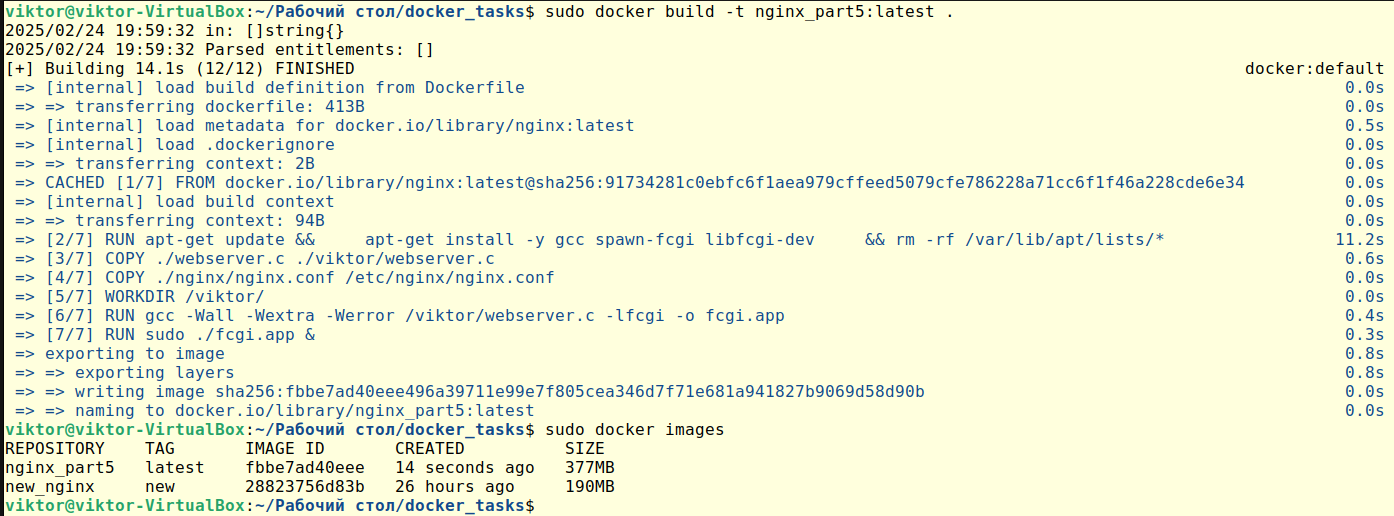 viktor@viktor-VirtualBox:~/Рабочий стол/docker_tasks$ sudo docker build -t nginx_part5:latest .
2025/02/24 19:59:32 in: []string{}
2025/02/24 19:59:32 Parsed entitlements: []
[+] Building 14.1s (12/12) FINISHED docker:default
=> [internal] load build definition from Dockerfile 0.0s
=> => transferring dockerfile: 413B 0.0s
=> [internal] load metadata for docker.io/library/nginx:latest 0.5s
=> [internal] load .dockerignore 0.0s
=> => transferring context: 2B 0.0s
=> CACHED [1/7] FROM docker.io/library/nginx:latest@sha256:91734281c0ebfc6f1aea979cffeed5079cfe786228a71cc6f1f46a228cde6e34 0.0s
=> [internal] load build context 0.0s
=> => transferring context: 94B 0.0s
=> [2/7] RUN apt-get update &&     apt-get install -y gcc spawn-fcgi libfcgi-dev     && rm -rf /var/lib/apt/lists/* 11.2s
=> [3/7] COPY ./webserver.c ./viktor/webserver.c 0.6s
=> [4/7] COPY ./nginx/nginx.conf /etc/nginx/nginx.conf 0.0s
=> [5/7] WORKDIR /viktor/ 0.0s
=> [6/7] RUN gcc -Wall -Wextra -Werror /viktor/webserver.c -lfcgi -o fcgi.app 0.4s
=> [7/7] RUN sudo ./fcgi.app & 0.3s
=> exporting to image 0.8s
=> => exporting layers 0.8s
=> => writing image sha256:fbbe7ad40eee496a39711e99e7f805cea346d7f71e681a941827b9069d58d90b 0.0s
=> => naming to docker.io/library/nginx_part5:latest 0.0s
viktor@viktor-VirtualBox:~/Рабочий стол/docker_tasks$ sudo docker images
REPOSITORY TAG IMAGE ID CREATED SIZE
nginx_part5 latest fbbe7ad40eee 14 seconds ago 377MB
new_nginx new 28823756d83b 26 hours ago 190MB
viktor@viktor-VirtualBox:~/Рабочий стол/docker_tasks$